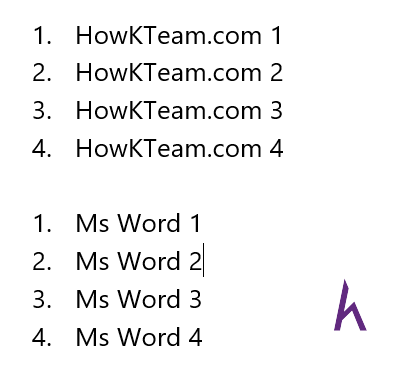 1. HowKTeam.com 1
2. HowKTeam.com 2
3. HowKTeam.com 3
4. HowKTeam.com 4
1. Ms Word 1
2. Ms Word 2
3. Ms Word 3
4. Ms Word 4